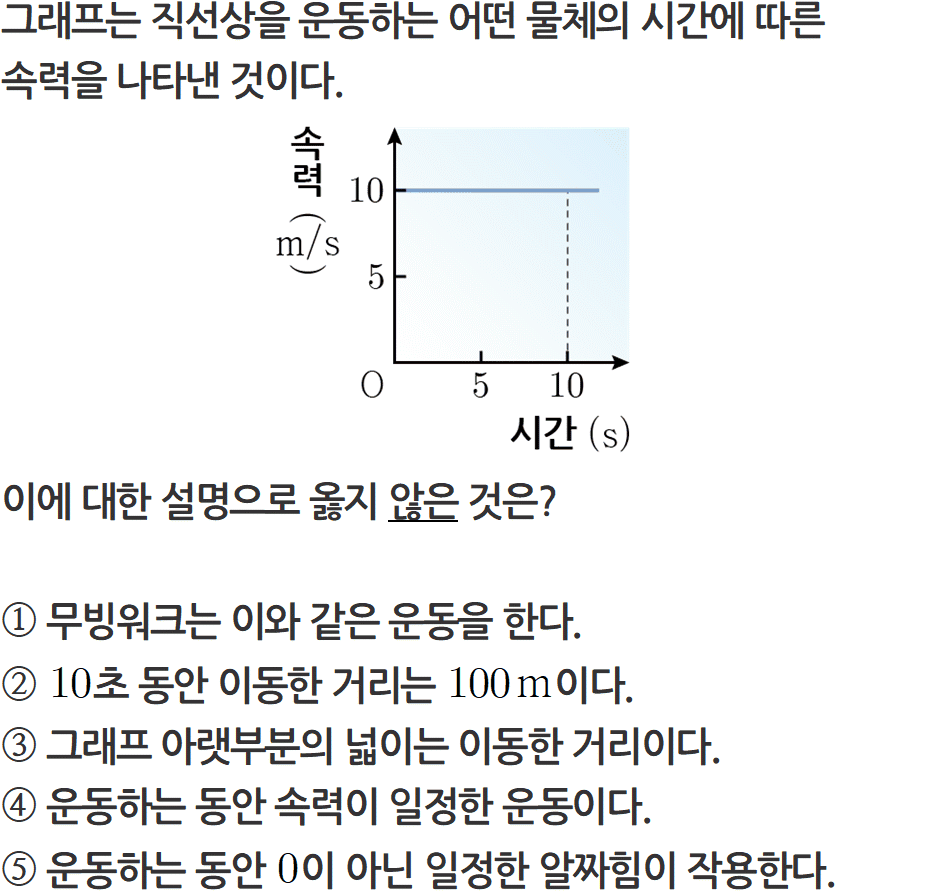 그래프는 직선상을 운동하는 어떤 물체의 시간에 따른
속력을 나타낸 것이다.
속력
(m/s)
10
5
O
5
10
시간 (s)
이에 대한 설명으로 옳지 않은 것은?
① 무빙워크는 이와 같은 운동을 한다.
② 10초 동안 이동한 거리는 100m이다.
③ 그래프 아랫부분의 넓이는 이동한 거리이다.
④ 운동하는 동안 속력이 일정한 운동이다.
⑤ 운동하는 동안 0이 아닌 일정한 알짜힘이 작용한다.